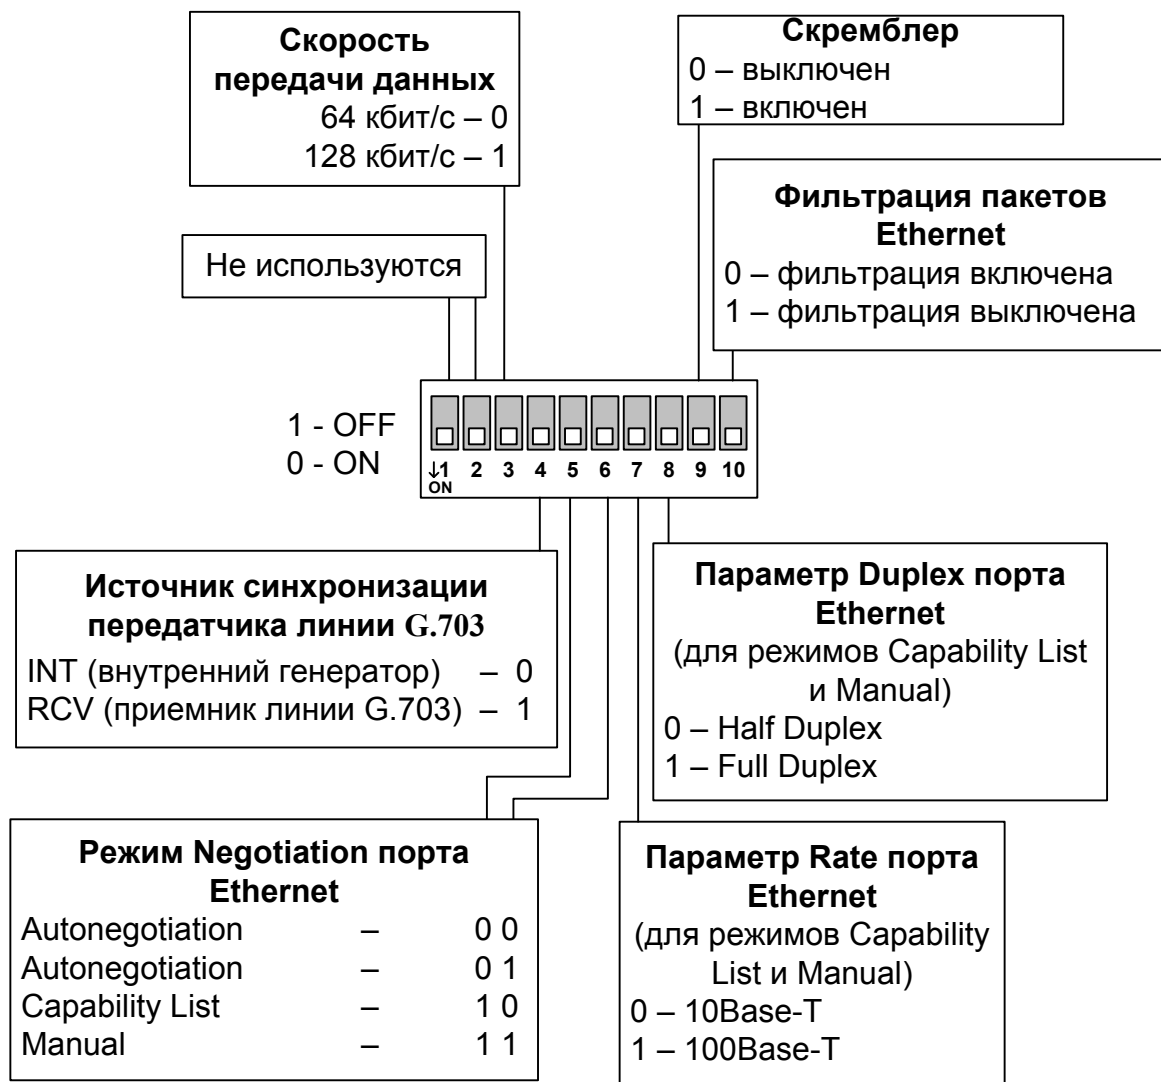 Скорость
передачи данных
64 кбит/с – 0
128 кбит/с – 1
Скремблер
0 – выключен
1 – включен
Фильтрация пакетов
Ethernet
0 – фильтрация включена
1 – фильтрация выключена
Не используются
1 - OFF
0 - ON
↓1 2 3 4 5 6 7 8 9 10
ON
Источник синхронизации
передатчика линии G.703
INT (внутренний генератор) – 0
RCV (приемник линии G.703) – 1
Параметр Duplex порта
Ethernet
(для режимов Capability List
и Manual)
0 – Half Duplex
1 – Full Duplex
Режим Negotiation порта
Ethernet
Autonegotiation – 0 0
Autonegotiation – 0 1
Capability List – 1 0
Manual – 1 1
Параметр Rate порта
Ethernet
(для режимов Capability
List и Manual)
0 – 10Base-T
1 – 100Base-T